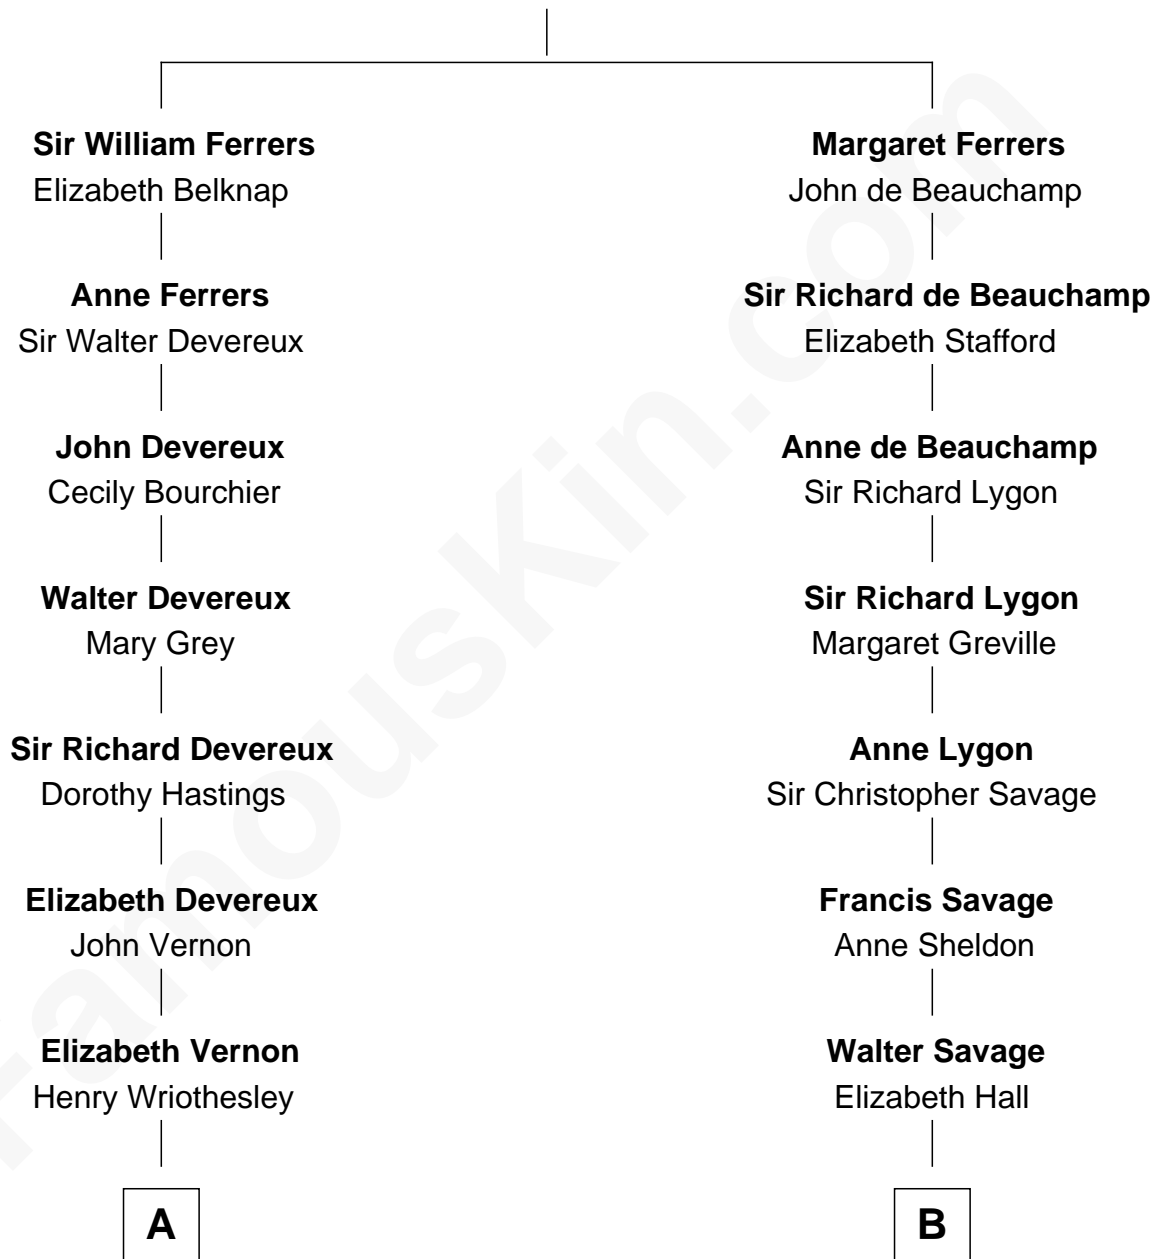 Sir William Ferrers
Elizabeth Belknap
Anne Ferrers
Sir Walter Devereux
John Devereux
Cecily Bourchier
Walter Devereux
Mary Grey
Sir Richard Devereux
Dorothy Hastings
Elizabeth Devereux
John Vernon
Elizabeth Vernon
Henry Wriothesley
A
Margaret Ferrers
John de Beauchamp
Sir Richard de Beauchamp
Elizabeth Stafford
Anne de Beauchamp
Sir Richard Lygon
Sir Richard Lygon
Margaret Greville
Anne Lygon
Sir Christopher Savage
Francis Savage
Anne Sheldon
Walter Savage
Elizabeth Hall
B
FamousKin.com